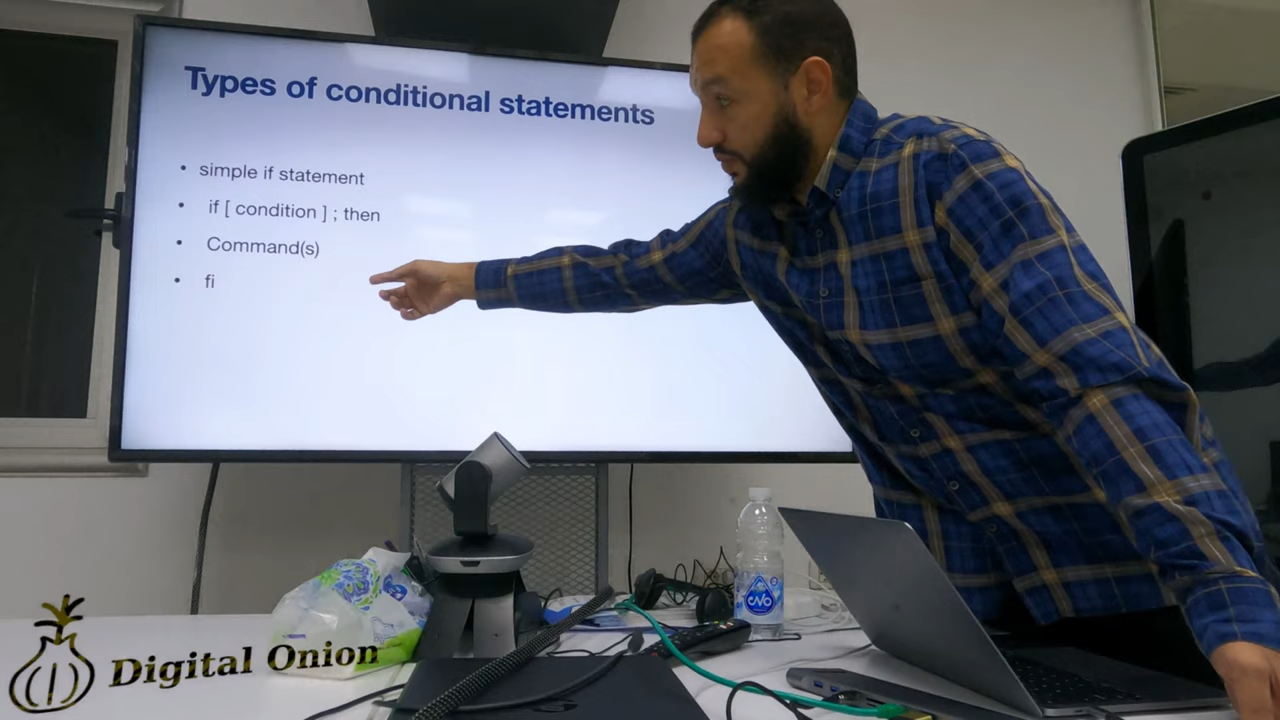 Types of conditional statements
• simple if statement
• if [ condition ] ; then
• Command(s)
• fi
Digital Onion